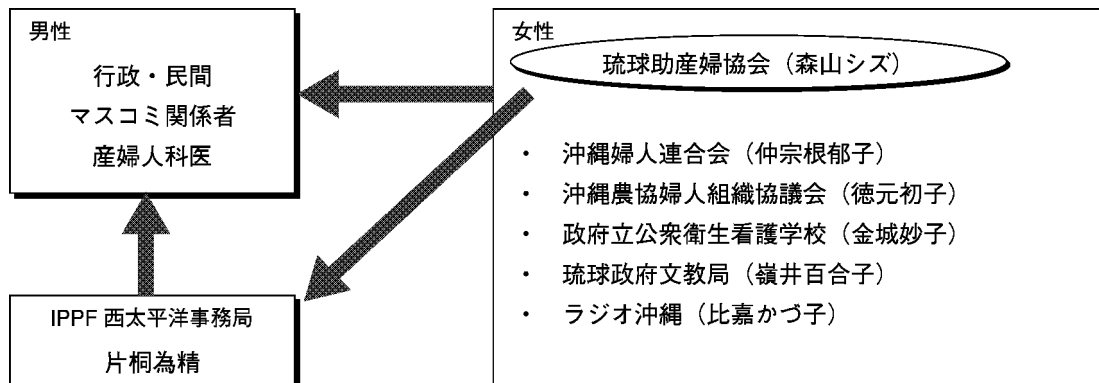 男性
行政・民間
マスコミ関係者
産婦人科医
IPPF 西太平洋事務局
片桐為精
女性
琉球助産婦協会（森山シズ）
・ 沖縄婦人連合会（仲宗根郁子）
・ 沖縄農協婦人組織協議会（徳元初子）
・ 政府立公衆衛生看護学校（金城妙子）
・ 琉球政府文教局（嶺井百合子）
・ ラジオ沖縄（比嘉かづ子）